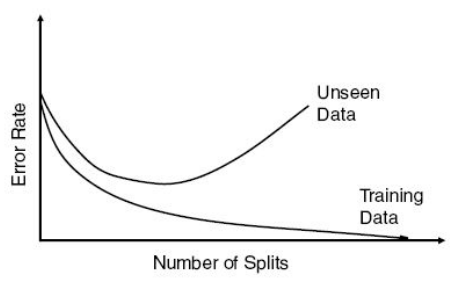 Unseen
Data
Error Rate
Training
Data
Number of Splits